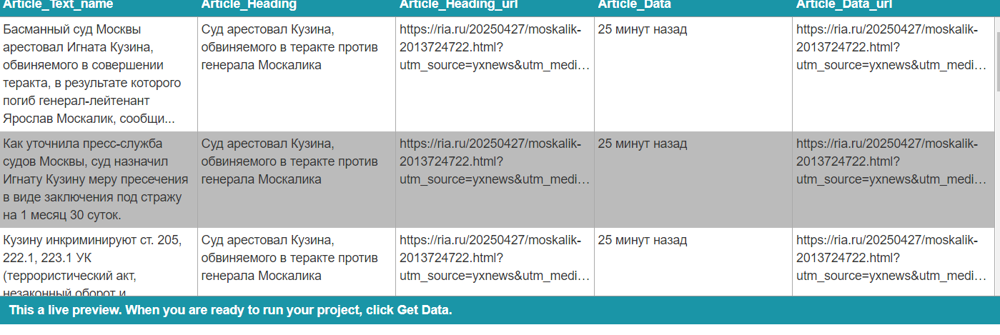 Article_Text_name Article_Heading Article_Heading_url Article_Data Article_Data_url
Басманный суд Москвы
арестовал Игната Кузина,
обвиняемого в совершении
теракта, в результате которого
погиб генерал-лейтенант
Ярослав Москалик, сообщи...
Суд арестовал Кузина,
обвиняемого в теракте против
генерала Москалика
https://ria.ru/20250427/moskalik-
2013724722.html?
utm_source=yxnews&utm_medi...
25 минут назад
https://ria.ru/20250427/moskalik-
2013724722.html?
utm_source=yxnews&utm_medi...
Как уточнила пресс-служба
судов Москвы, суд назначил
Игнату Кузину меру пресечения
в виде заключения под стражу
на 1 месяц 30 суток.
Суд арестовал Кузина,
обвиняемого в теракте против
генерала Москалика
https://ria.ru/20250427/moskalik-
2013724722.html?
utm_source=yxnews&utm_medi...
25 минут назад
https://ria.ru/20250427/moskalik-
2013724722.html?
utm_source=yxnews&utm_medi...
Кузину инкриминируют ст. 205,
222.1, 223.1 УК
(террористический акт,
незаконный оборот и
Суд арестовал Кузина,
обвиняемого в теракте против
генерала Москалика
https://ria.ru/20250427/moskalik-
2013724722.html?
utm_source=yxnews&utm_medi...
25 минут назад
https://ria.ru/20250427/moskalik-
2013724722.html?
utm_source=yxnews&utm_medi...
This a live preview. When you are ready to run your project, click Get Data.